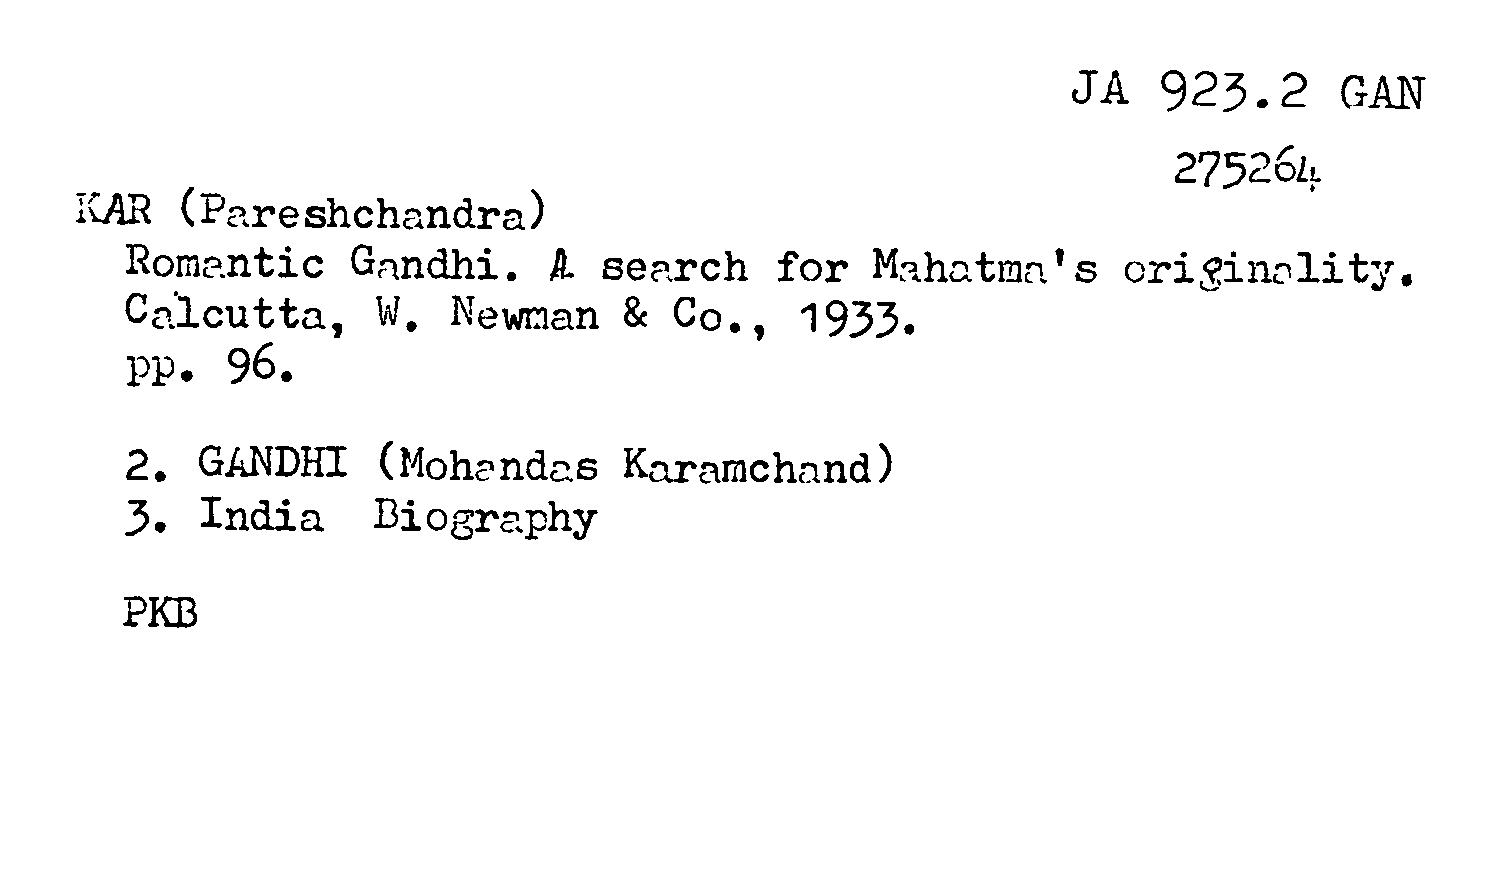 JA 923.2 GAN
275264
KAR (Pareshchandra)
Romantic Gandhi. A search for Mahatma's originality.
Calcutta, W. Newman & Co., 1933.
pp. 96.
2. GANDHI (Mohandas Karamchand)
3. India Biography
PKB